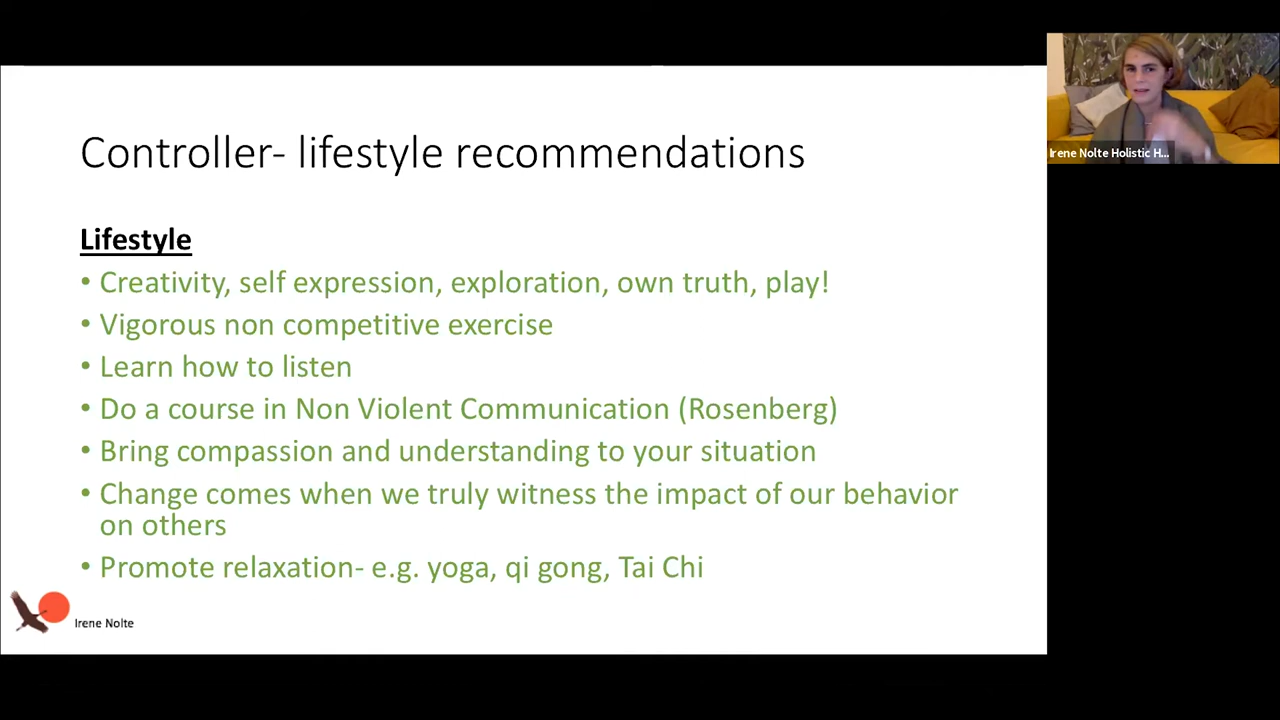 Controller- lifestyle recommendations
Lifestyle
• Creativity, self expression, exploration, own truth, play!
• Vigorous non competitive exercise
• Learn how to listen
• Do a course in Non Violent Communication (Rosenberg)
• Bring compassion and understanding to your situation
• Change comes when we truly witness the impact of our behavior
on others
• Promote relaxation- e.g. yoga, qi gong, Tai Chi
Irene Nolte
Irene Nolte Holistic H...